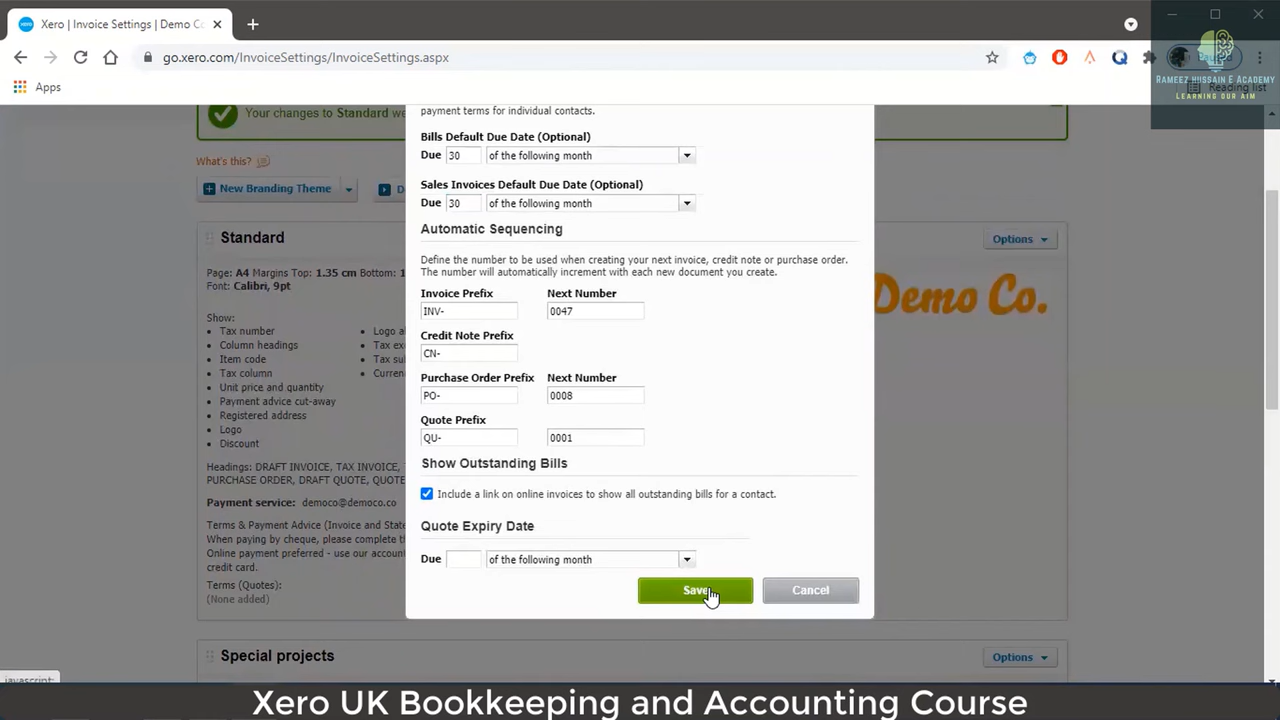 Xero | Invoice Settings | Demo Co
go.xero.com/InvoiceSettings/InvoiceSettings.aspx
Apps
Reading list
RAMEEZ HUSSAIN E ACADEMY
LEARNING OUR AIM
Your changes to Standard we
What's this?
New Branding Theme
Standard
Options
Page: A4 Margins Top: 1.35 cm Bottom: 1
Font: Calibri, 9pt
Show:
• Tax number
• Column headings
• Item code
• Tax column
• Unit price and quantity
• Payment advice cut-away
• Registered address
• Logo
• Discount
• Logo a
• Tax ex
• Tax su
• Curren
Headings: DRAFT INVOICE, TAX INVOICE,
PURCHASE ORDER, DRAFT QUOTE, QUOTE
Payment service: democo@democo.co
Terms & Payment Advice (Invoice and State
When paying by cheque, please complete th
Online payment preferred - use our account
credit card.
Terms (Quotes):
(None added)
Demo Co.
Special projects
Options
payment terms for individual contacts.
Bills Default Due Date (Optional)
Due 30 of the following month
Sales Invoices Default Due Date (Optional)
Due 30 of the following month
Automatic Sequencing
Define the number to be used when creating your next invoice, credit note or purchase order.
The number will automatically increment with each new document you create.
Invoice Prefix Next Number
INV- 0047
Credit Note Prefix
CN-
Purchase Order Prefix Next Number
PO- 0008
Quote Prefix
QU- 0001
Show Outstanding Bills
Include a link on online invoices to show all outstanding bills for a contact.
Quote Expiry Date
Due of the following month
Save Cancel
javascript:
Xero UK Bookkeeping and Accounting Course